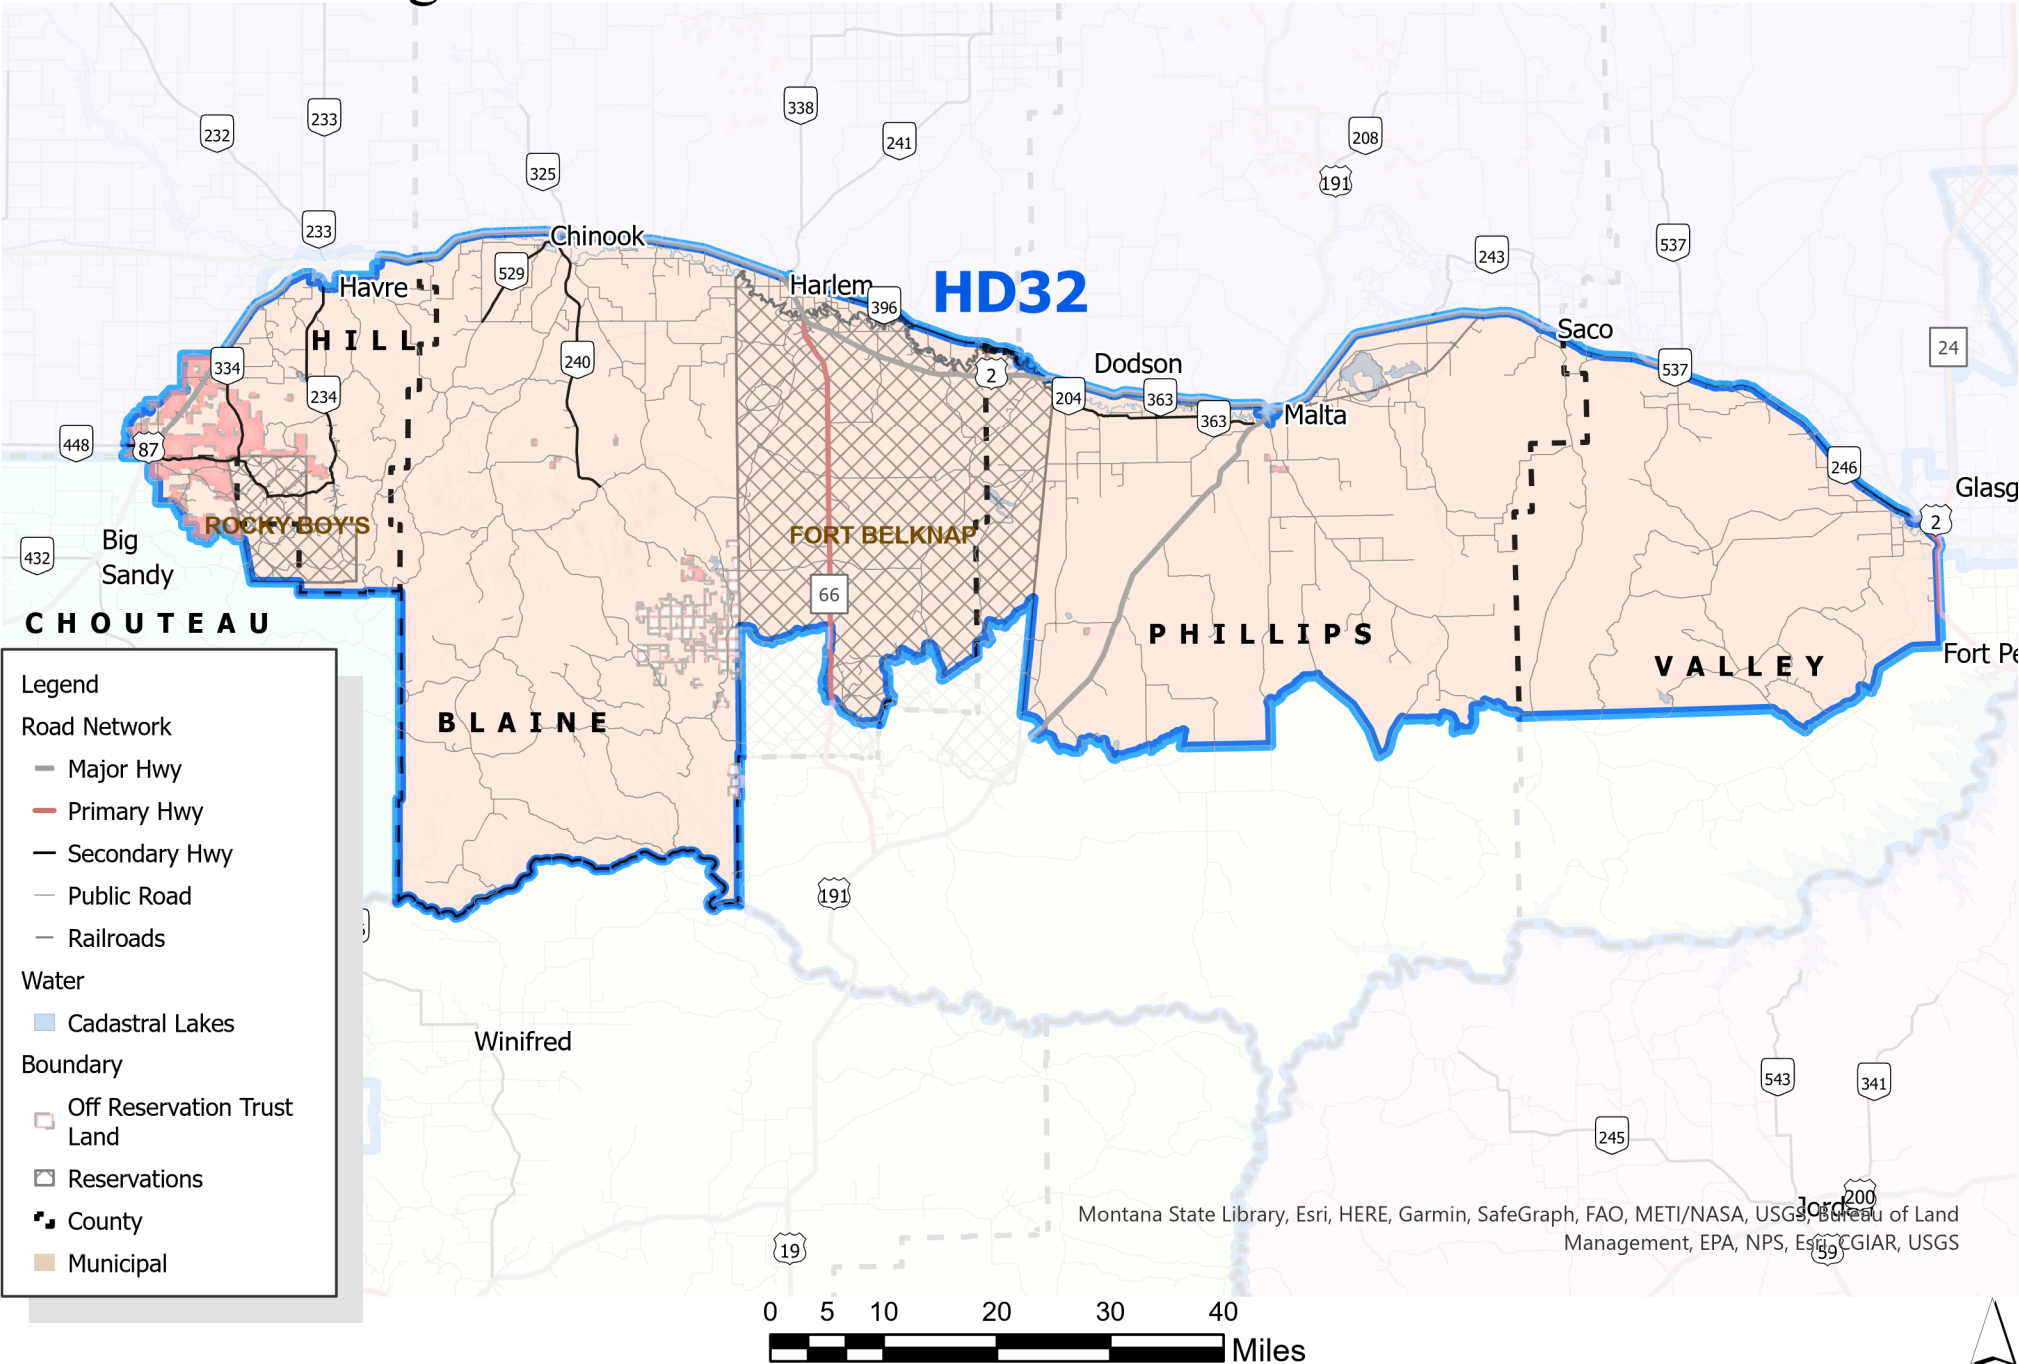 233
338
232
208
241
325
191
233
537
243
Chinook
529
Harlem
Havre
HD32
396
Saco
HILL
24
240
334
Dodson
537
2
234
204
363
363
Malta
448
87
246
Glasg
2
ROCKY BOY'S
FORT BELKNAP
Big
Sandy
432
66
CHOUTEAU
PHILLIPS
Fort Pe
VALLEY
BLAINE
Legend
Road Network
Major Hwy
Primary Hwy
Secondary Hwy
Public Road
Railroads
Water
Cadastral Lakes
Boundary
Off Reservation Trust
Land
Reservations
County
Municipal
191
Winifred
543
341
245
200
Jord
Montana State Library, Esri, HERE, Garmin, SafeGraph, FAO, METI/NASA, USGS, Bureau of Land
Management, EPA, NPS, Esri, CGIAR, USGS
19
59
0 5 10 20 30 40
Miles